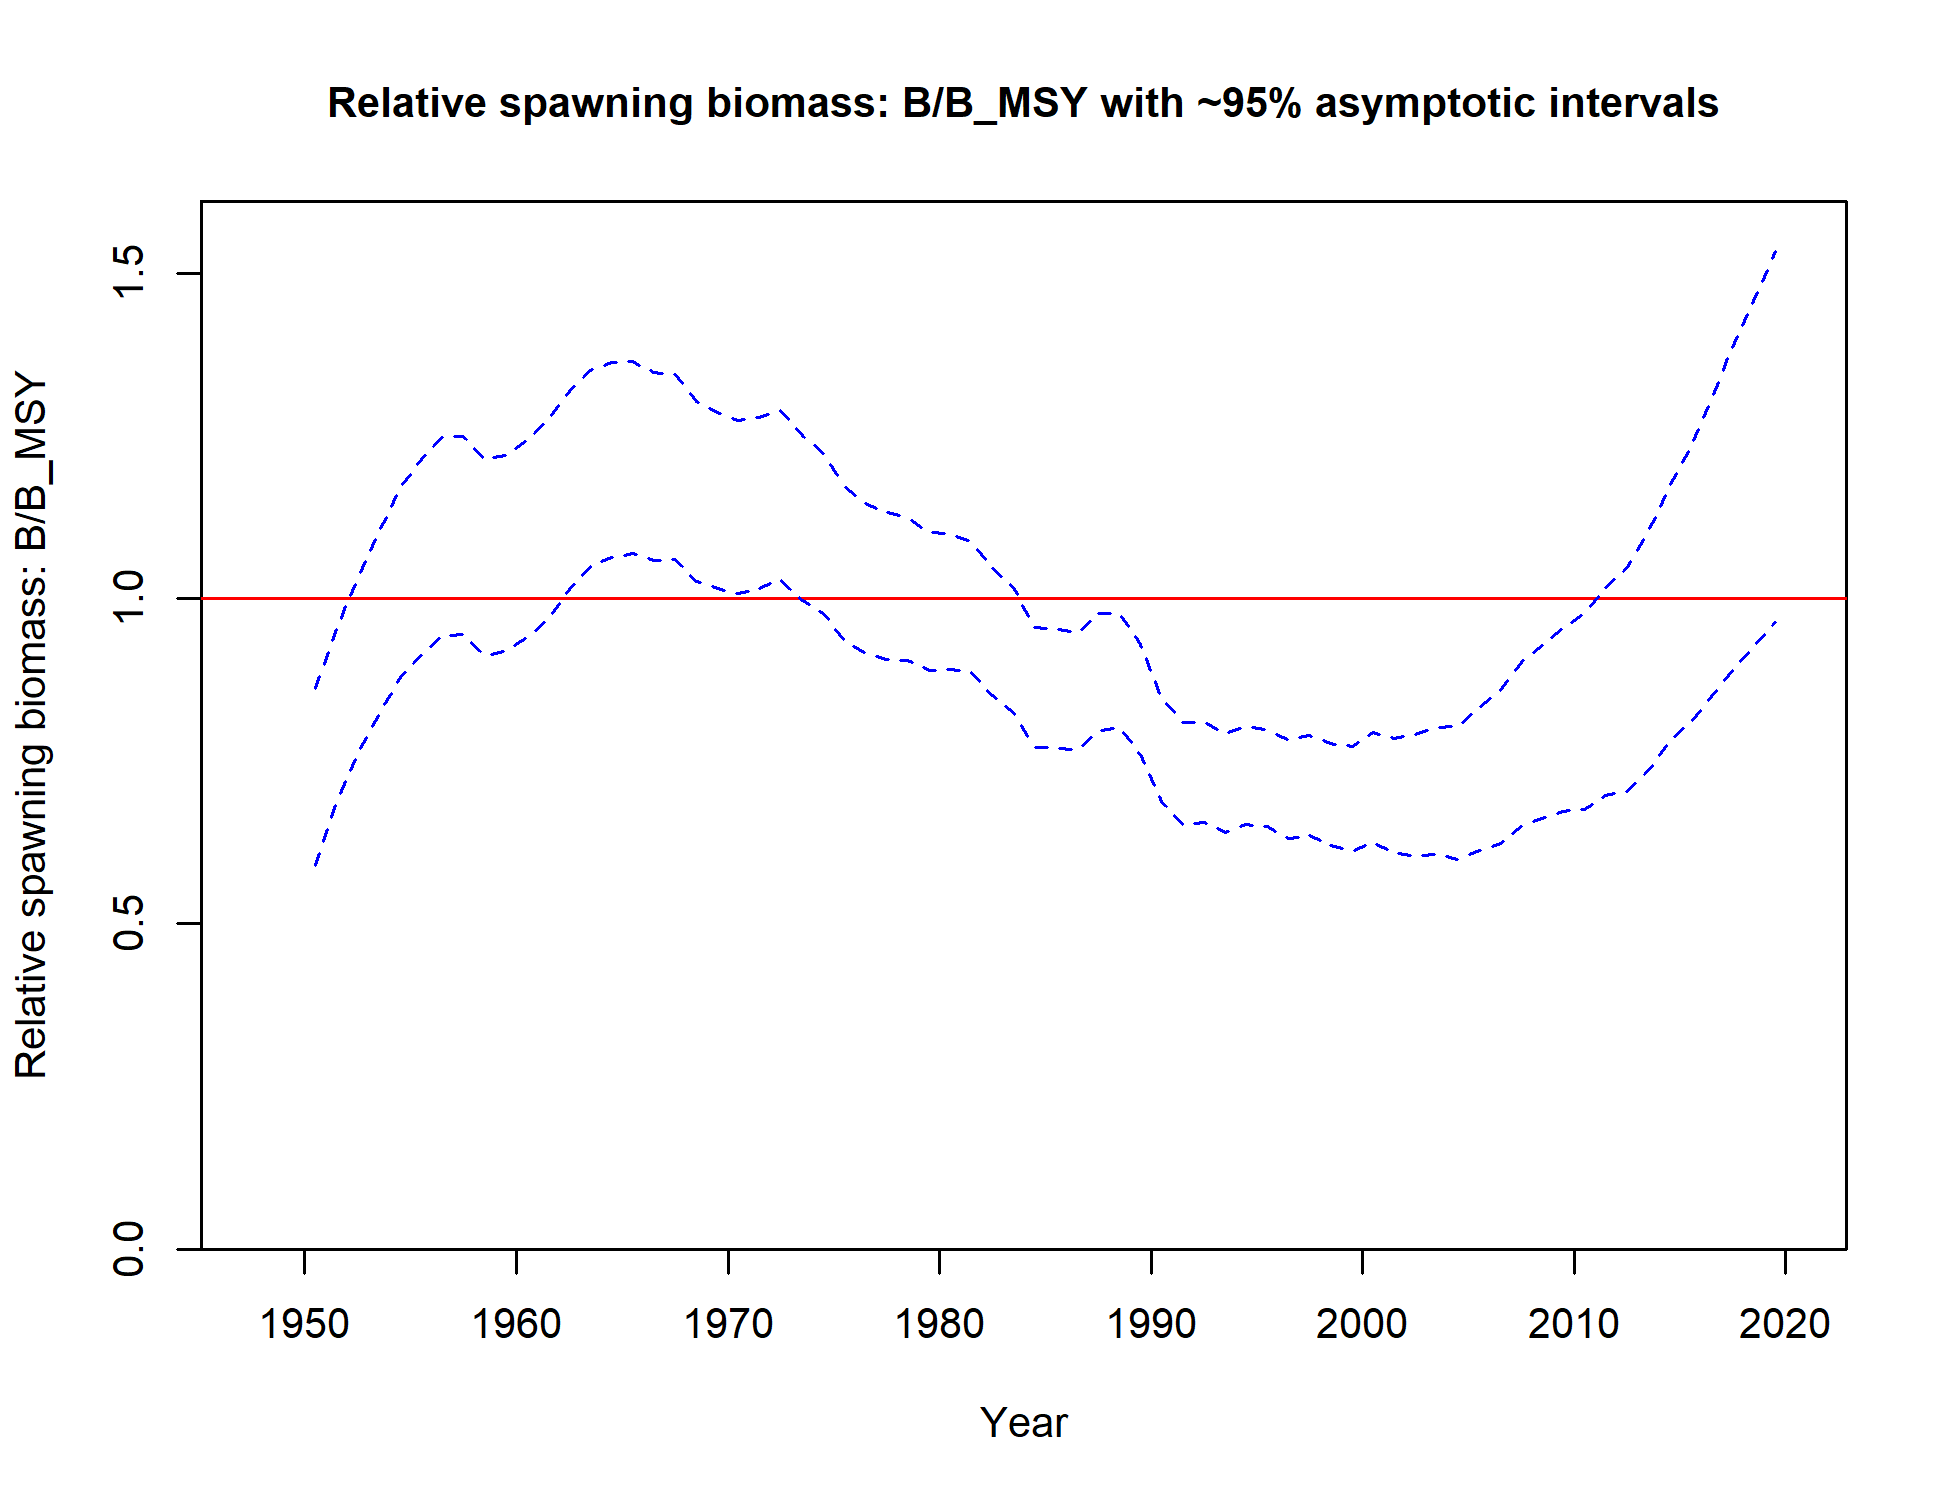 Relative spawning biomass: B/B_MSY with ~95% asymptotic intervals
Relative spawning biomass: B/B_MSY
1.5
1.0
0.5
0.0
1950 1960 1970 1980 1990 2000 2010 2020
Year